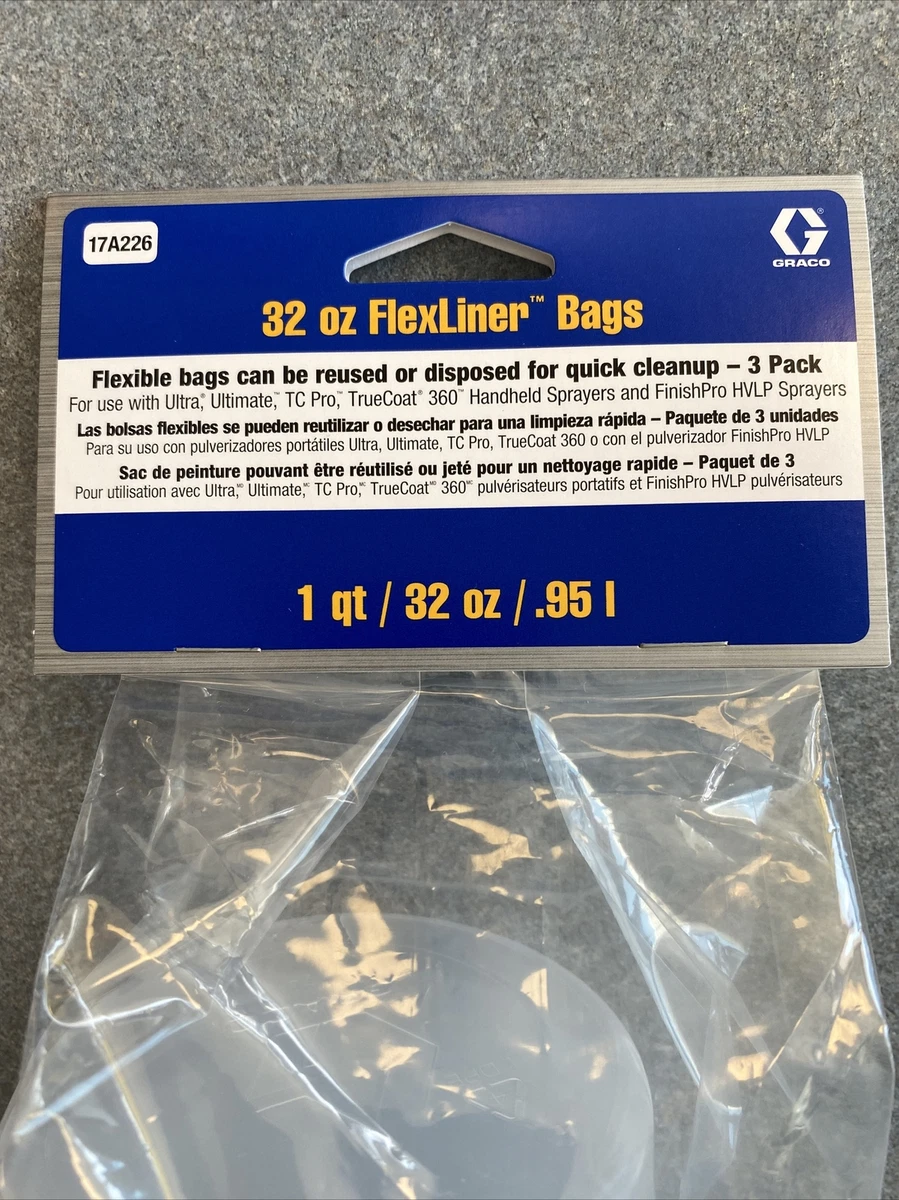 17A226
GRACO
32 oz FlexLiner™ Bags
Flexible bags can be reused or disposed for quick cleanup – 3 Pack
For use with Ultra,® Ultimate,™ TC Pro,™ TrueCoat® 360™ Handheld Sprayers and FinishPro HVLP Sprayers
Las bolsas flexibles se pueden reutilizar o desechar para una limpieza rápida – Paquete de 3 unidades
Para su uso con pulverizadores portátiles Ultra, Ultimate, TC Pro, TrueCoat 360 o con el pulverizador FinishPro HVLP
Sac de peinture pouvant être réutilisé ou jeté pour un nettoyage rapide – Paquet de 3
Pour utilisation avec Ultra,MD Ultimate,MC TC Pro,MC TrueCoatMD 360MC pulvérisateurs portatifs et FinishPro HVLP pulvérisateurs
1 qt / 32 oz / .95 l